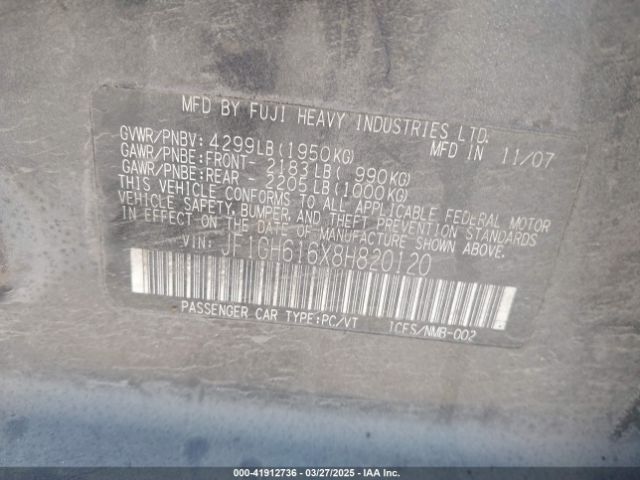 MFD BY FUJI HEAVY INDUSTRIES LTD.
GVWR/PNBV: 4299LB(1950KG) MFD IN 11/07
GAWR/PNBE:FRONT- 2183LB( 990KG)
GAWR/PNBE:REAR - 2205LB(1000KG)
THIS VEHICLE CONFORMS TO ALL APPLICABLE FEDERAL MOTOR
VEHICLE SAFETY, BUMPER, AND THEFT PREVENTION STANDARDS
IN EFFECT ON THE DATE OF MANUFACTURE SHOWN ABOVE.
VIN: JF1GH616X8H820120
PASSENGER CAR TYPE:PC/VT 1CFS/NMB-002
000-41912736 - 03/27/2025 - IAA Inc.